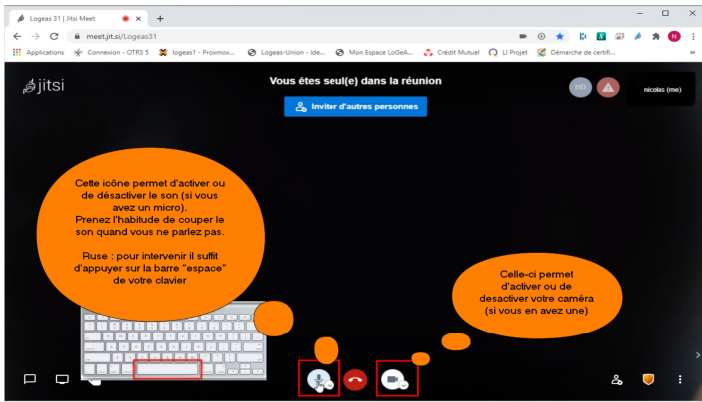 Logeas 31 | Jitsi Meet
meet.jit.si/Logeas31
N
Applications
Connexion - OTRS 5
logeas1 - Proxmox...
Logeas-Union - Ide...
Mon Espace LoGeA...
Crédit Mutuel
LI Projet
Démarche de certifi...
»
jitsi
Vous êtes seul(e) dans la réunion
Inviter d'autres personnes
HD
nicolas (me)
Cette icône permet d'activer ou
de désactiver le son (si vous
avez un micro).
Prenez l'habitude de couper le
son quand vous ne parlez pas.
Ruse : pour intervenir il suffit
d'appuyer sur la barre "espace"
de votre clavier
Celle-ci permet
d'activer ou de
desactiver votre caméra
(si vous en avez une)